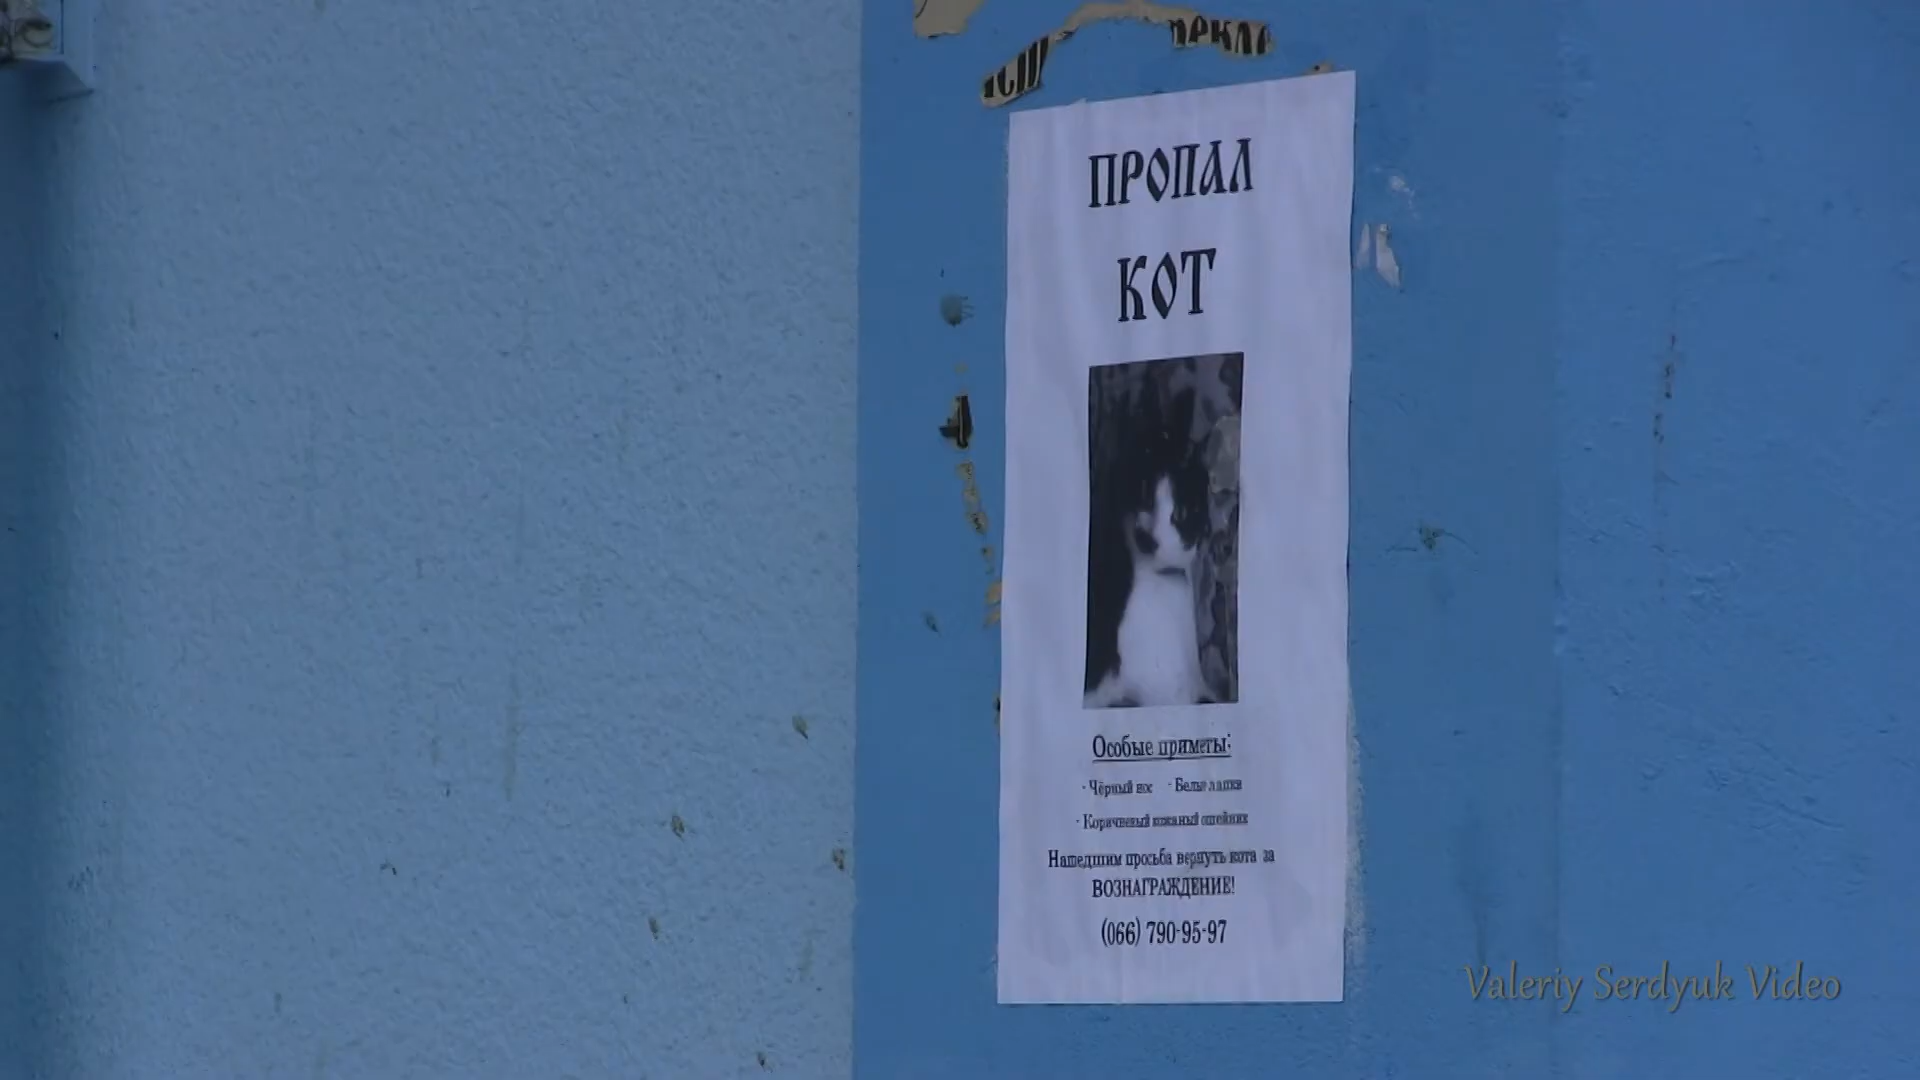 ПРОПАЛ
КОТ
Особые приметы:
- Чёрный нос - Белые лапки
- Коричневый кожаный ошейник
Нашедшим просьба вернуть кота за
ВОЗНАГРАЖДЕНИЕ!
(066) 790-95-97
Valeriy Serdyuk Video